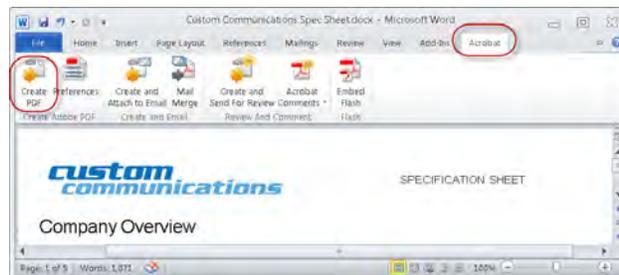 Custom Communications Spec Sheet.docx - Microsoft Word
File Home Insert Page Layout References Mailings Review View Add-Ins Acrobat
Create PDF
Preferences
Create and Attach to Email
Mail Merge
Create and Send For Review
Acrobat Comments
Embed Flash
Create Adobe PDF
Create and Email
Review And Comment
Flash
custom
communications
SPECIFICATION SHEET
Company Overview
Page: 1 of 5 Words: 1,071
100%